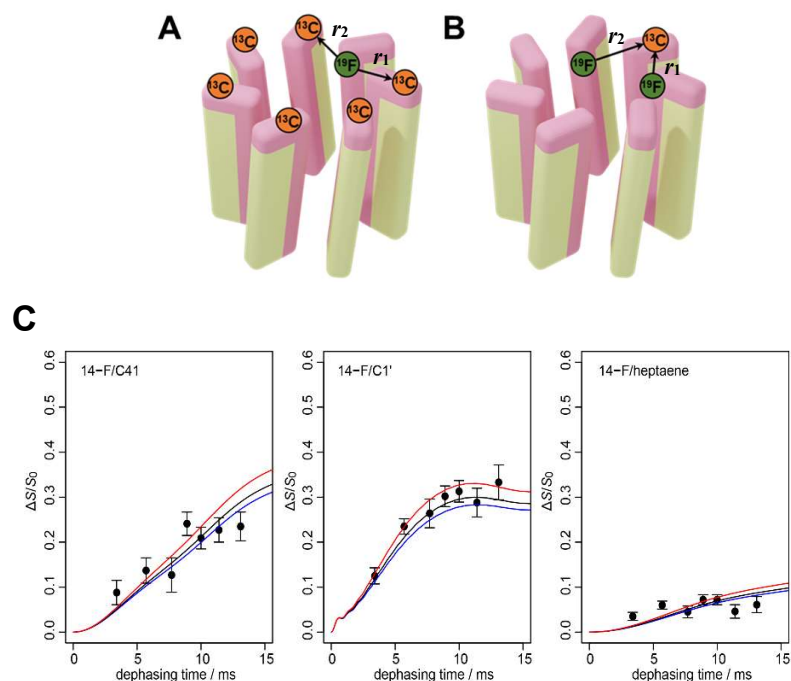 A
B
13C
13C
13C
13C
13C
13C
19F
r2
r1
13C
19F
19F
r2
r1
C
14−F/C41
14−F/C1'
14−F/heptaene
ΔS/S0
0.0 0.1 0.2 0.3 0.4 0.5 0.6
0 5 10 15
dephasing time / ms
ΔS/S0
0.0 0.1 0.2 0.3 0.4 0.5 0.6
0 5 10 15
dephasing time / ms
ΔS/S0
0.0 0.1 0.2 0.3 0.4 0.5 0.6
0 5 10 15
dephasing time / ms